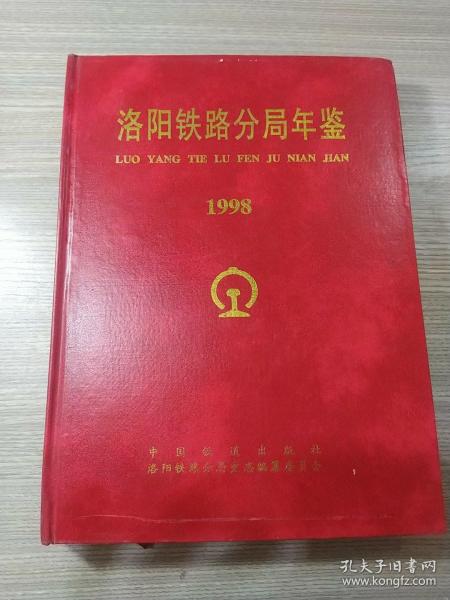 洛阳铁路分局年鉴
LUO YANG TIE LU FEN JU NIAN JIAN
1998
中国铁道出版社
洛阳铁路分局史志编纂委员会
孔夫子旧书网
www.kongfz.com